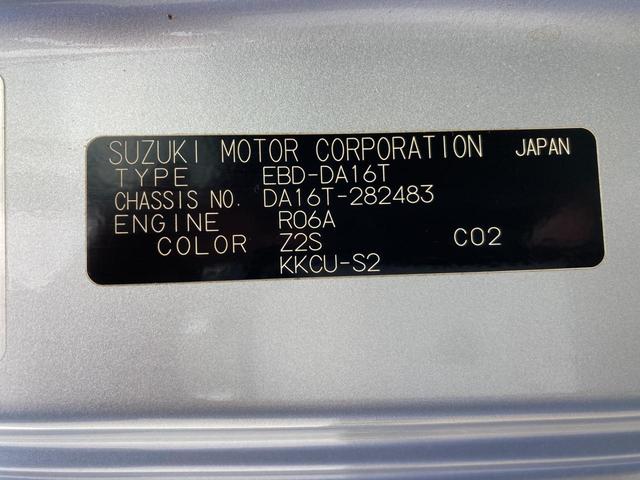 SUZUKI MOTOR CORPORATION JAPAN
TYPE EBD-DA16T
CHASSIS NO. DA16T-282483
ENGINE R06A
COLOR Z2S C02
KKCU-S2